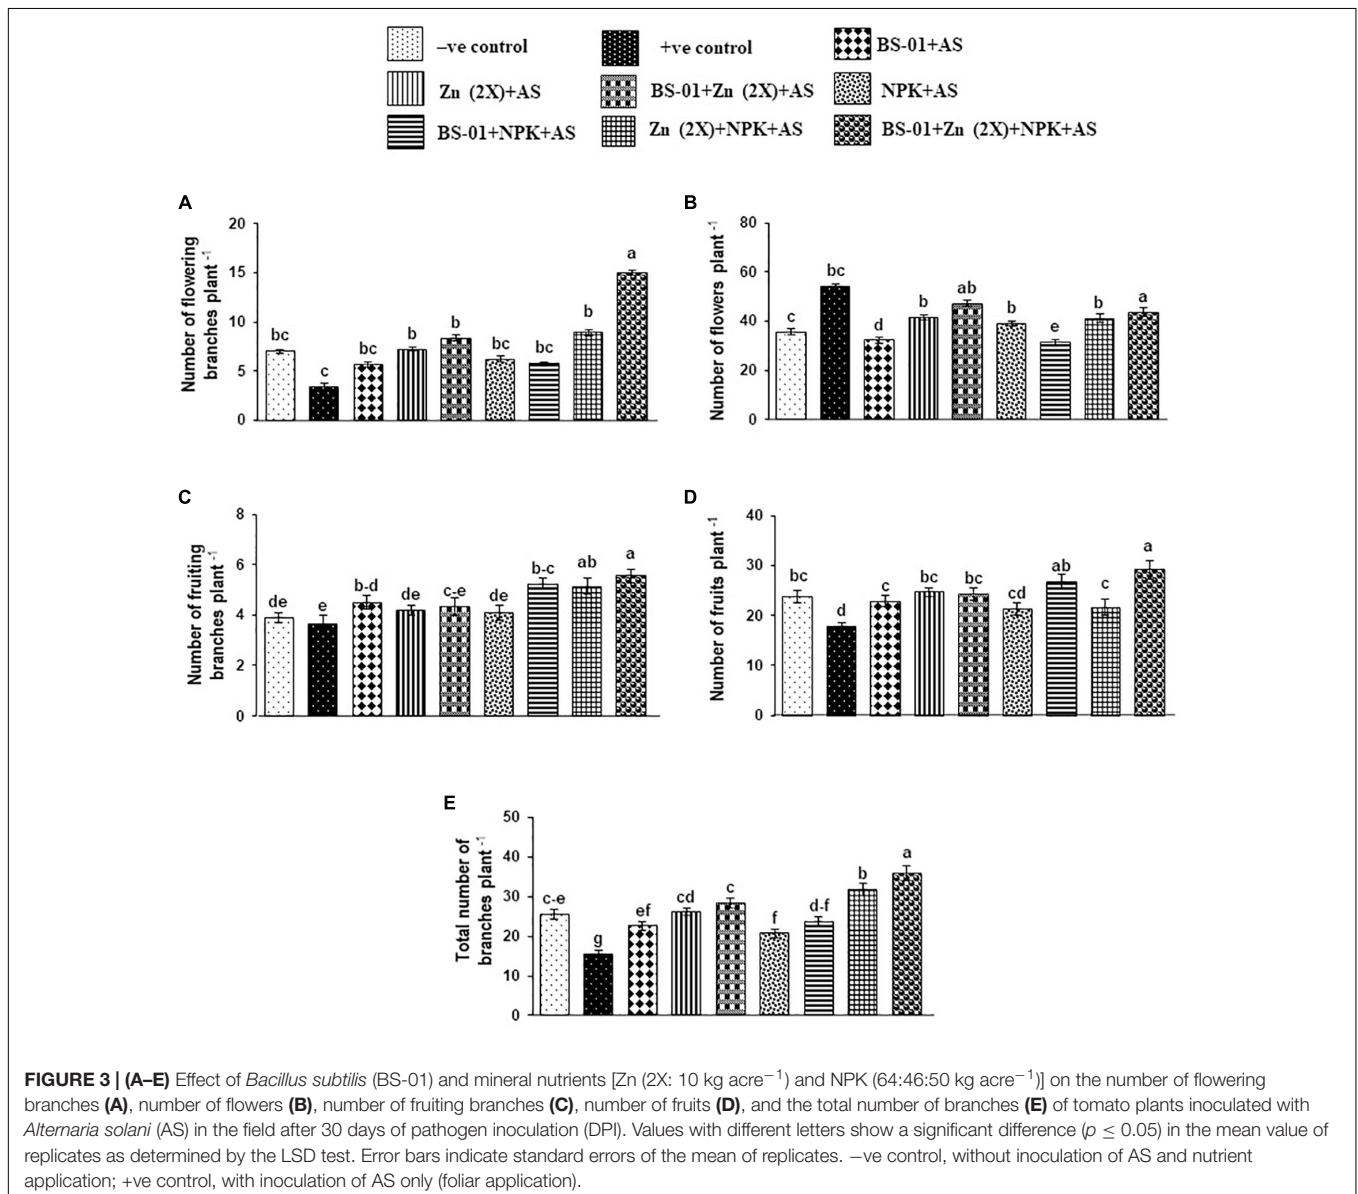 –ve control
+ve control
BS-01+AS
Zn (2X)+AS
BS-01+Zn (2X)+AS
NPK+AS
BS-01+NPK+AS
Zn (2X)+NPK+AS
BS-01+Zn (2X)+NPK+AS
A
Number of flowering
branches plant -1
20
15
10
5
0
bc
c
bc
b
b
bc
bc
b
a
B
Number of flowers plant -1
80
60
40
20
0
c
bc
d
b
ab
b
e
b
a
C
Number of fruiting
branches plant -1
8
6
4
2
0
de
e
b-d
de
c-e
de
b-c
ab
a
D
Number of fruits plant -1
40
30
20
10
0
bc
d
c
bc
bc
cd
ab
c
a
E
Total number of
branches plant -1
50
40
30
20
10
0
c-e
g
ef
cd
c
f
d-f
b
a
FIGURE 3 | (A–E) Effect of Bacillus subtilis (BS-01) and mineral nutrients [Zn (2X: 10 kg acre−1) and NPK (64:46:50 kg acre−1)] on the number of flowering
branches (A), number of flowers (B), number of fruiting branches (C), number of fruits (D), and the total number of branches (E) of tomato plants inoculated with
Alternaria solani (AS) in the field after 30 days of pathogen inoculation (DPI). Values with different letters show a significant difference (p ≤ 0.05) in the mean value of
replicates as determined by the LSD test. Error bars indicate standard errors of the mean of replicates. −ve control, without inoculation of AS and nutrient
application; +ve control, with inoculation of AS only (foliar application).